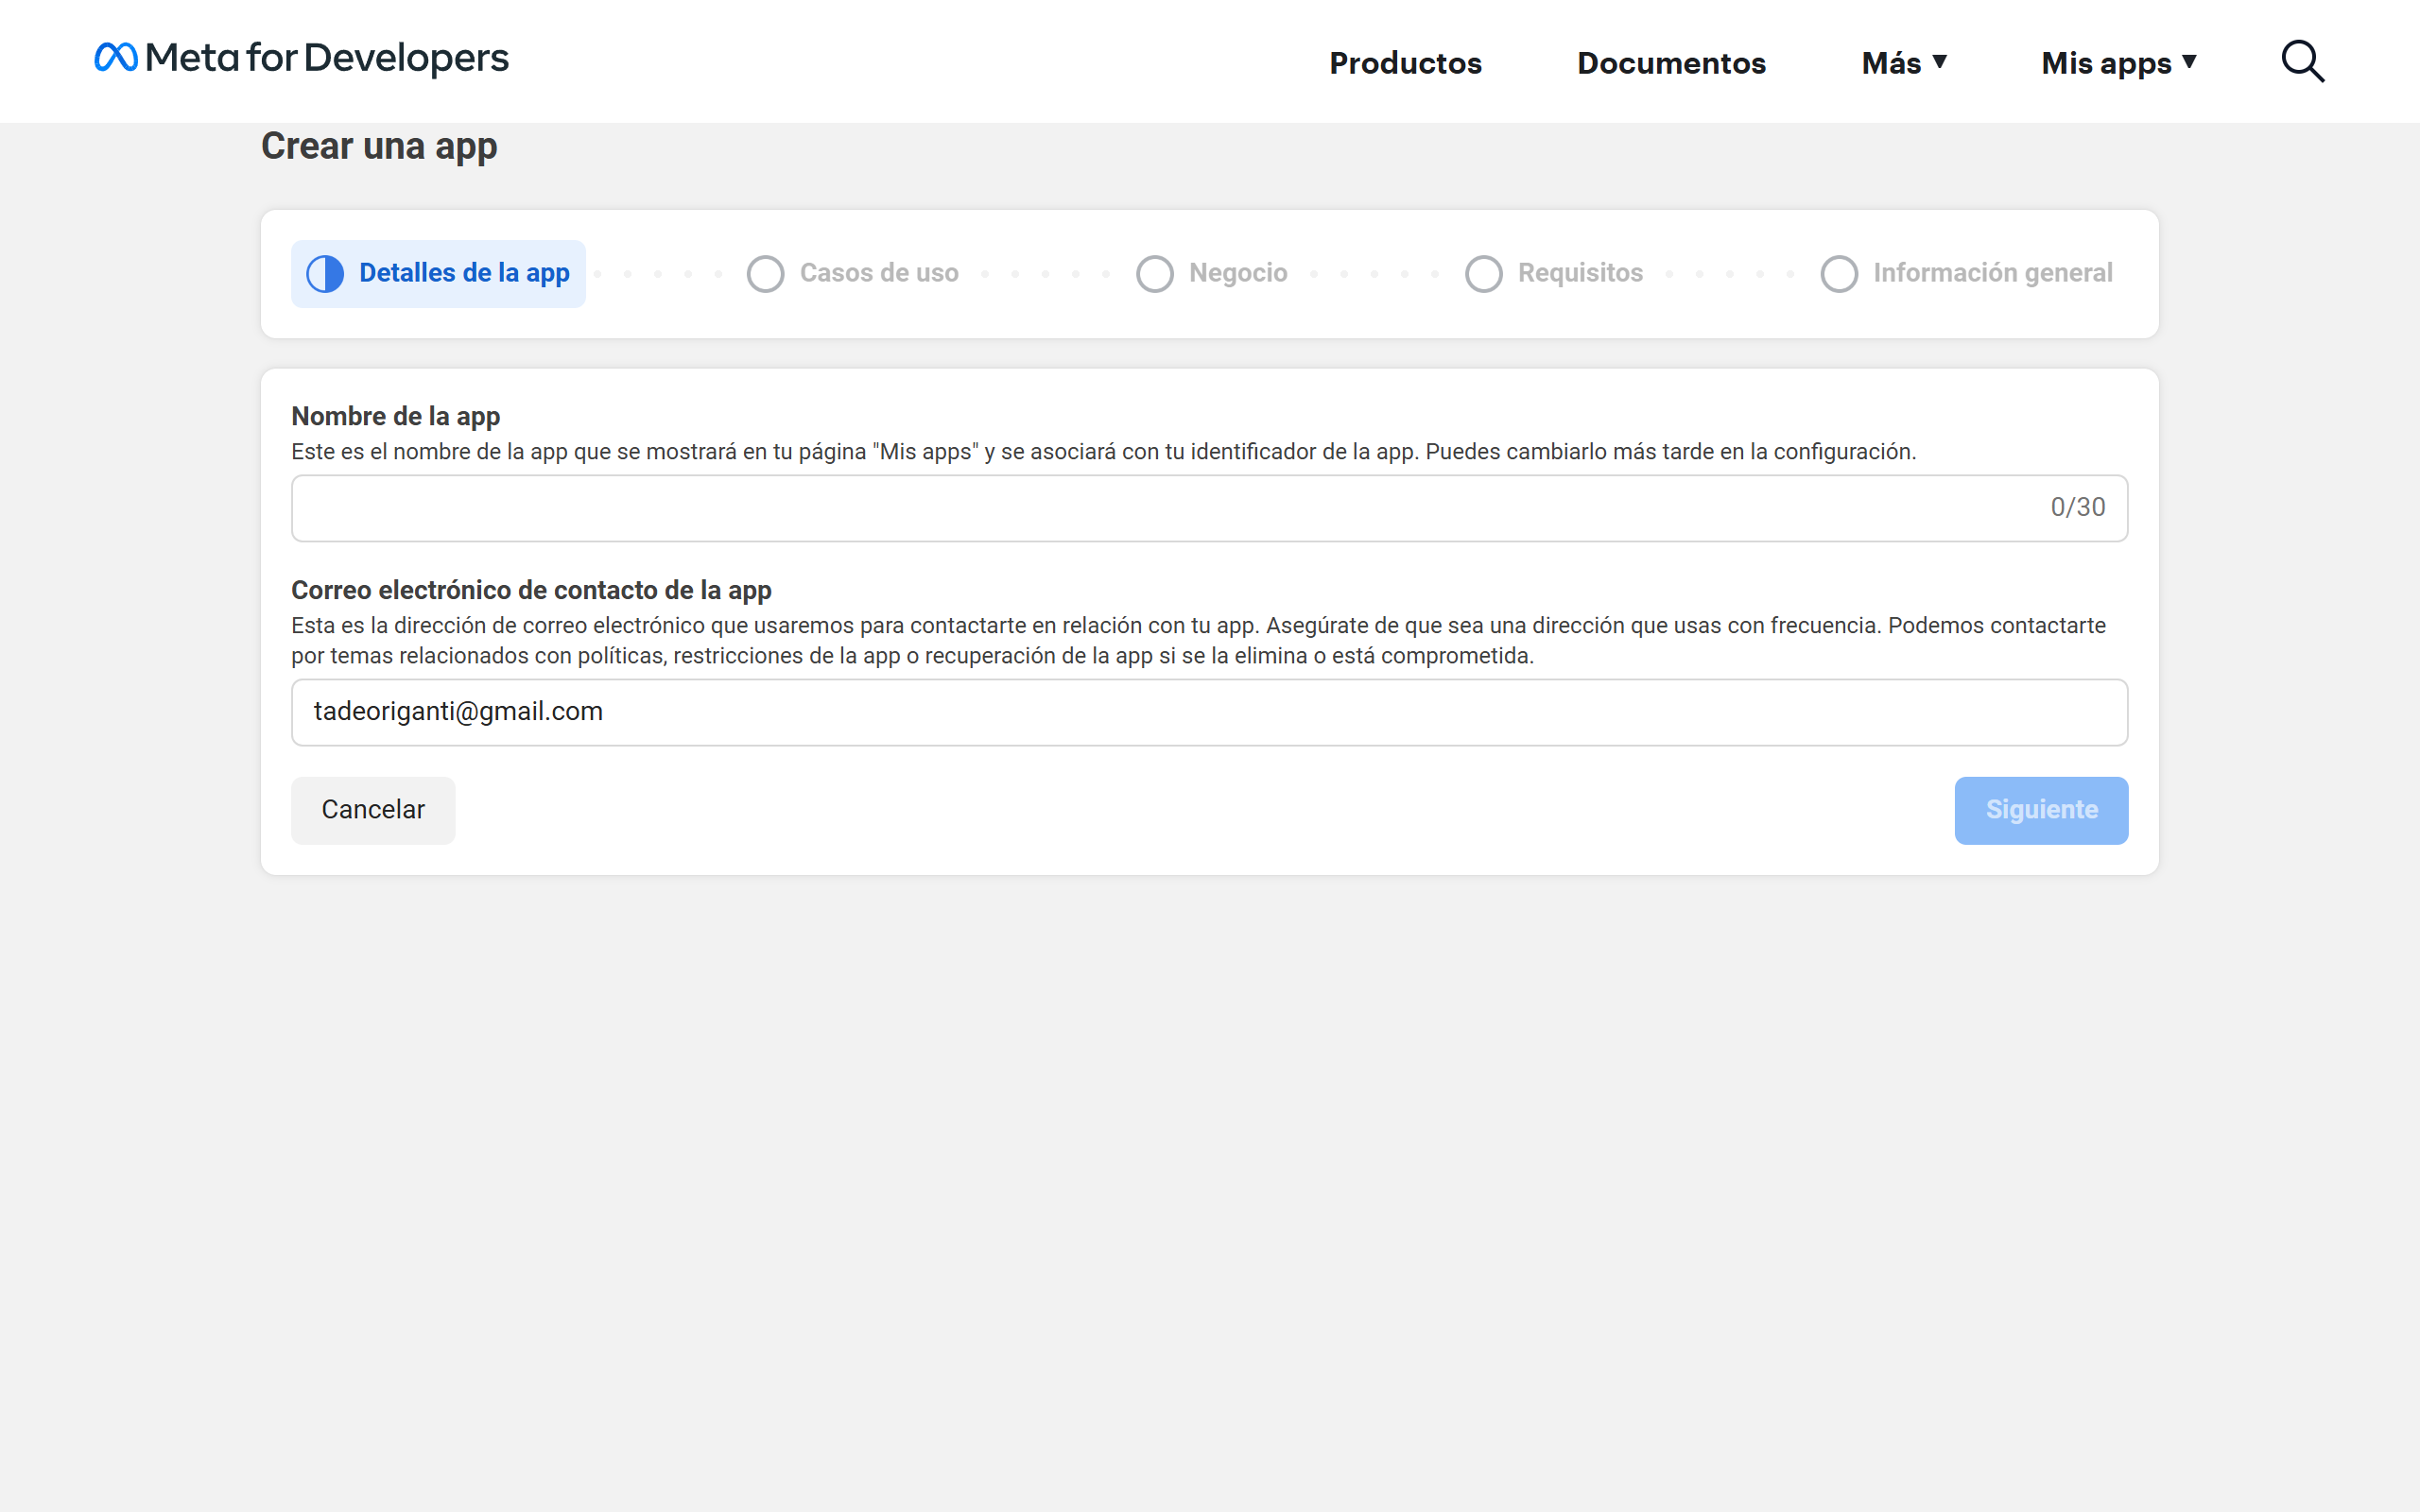 Meta for Developers
Productos
Documentos
Más ▼
Mis apps ▼
Crear una app
Detalles de la app
Casos de uso
Negocio
Requisitos
Información general
Nombre de la app
Este es el nombre de la app que se mostrará en tu página "Mis apps" y se asociará con tu identificador de la app. Puedes cambiarlo más tarde en la configuración.
0/30
Correo electrónico de contacto de la app
Esta es la dirección de correo electrónico que usaremos para contactarte en relación con tu app. Asegúrate de que sea una dirección que usas con frecuencia. Podemos contactarte
por temas relacionados con políticas, restricciones de la app o recuperación de la app si se la elimina o está comprometida.
tadeoriganti@gmail.com
Cancelar
Siguiente